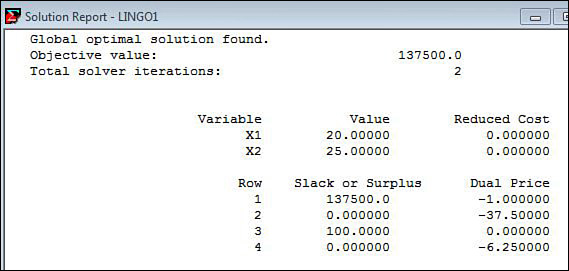 Solution Report - LINGO1
Global optimal solution found.
Objective value: 137500.0
Total solver iterations: 2
Variable Value Reduced Cost
X1 20.00000 0.000000
X2 25.00000 0.000000
Row Slack or Surplus Dual Price
1 137500.0 -1.000000
2 0.000000 -37.50000
3 100.0000 0.000000
4 0.000000 -6.250000